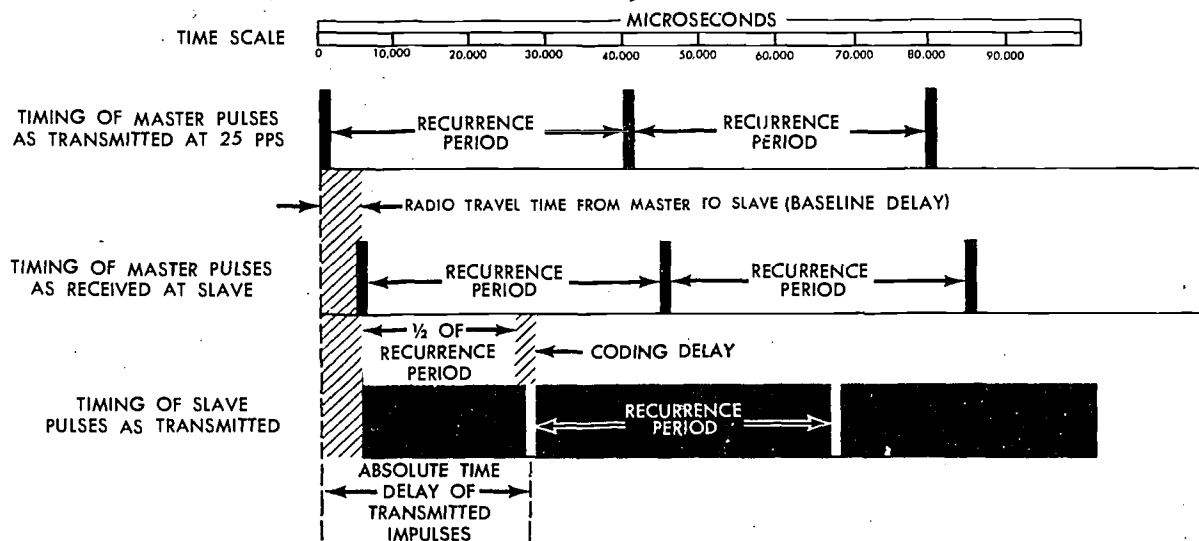 MICROSECONDS
TIME SCALE
0 10,000 20,000 30,000 40,000 50,000 60,000 70,000 80,000 90,000
TIMING OF MASTER PULSES
AS TRANSMITTED AT 25 PPS
RECURRENCE
PERIOD
RECURRENCE
PERIOD
RADIO TRAVEL TIME FROM MASTER TO SLAVE (BASELINE DELAY)
TIMING OF MASTER PULSES
AS RECEIVED AT SLAVE
RECURRENCE
PERIOD
RECURRENCE
PERIOD
½ OF
RECURRENCE
PERIOD
CODING DELAY
TIMING OF SLAVE
PULSES AS TRANSMITTED
RECURRENCE
PERIOD
ABSOLUTE TIME
DELAY OF
TRANSMITTED
IMPULSES